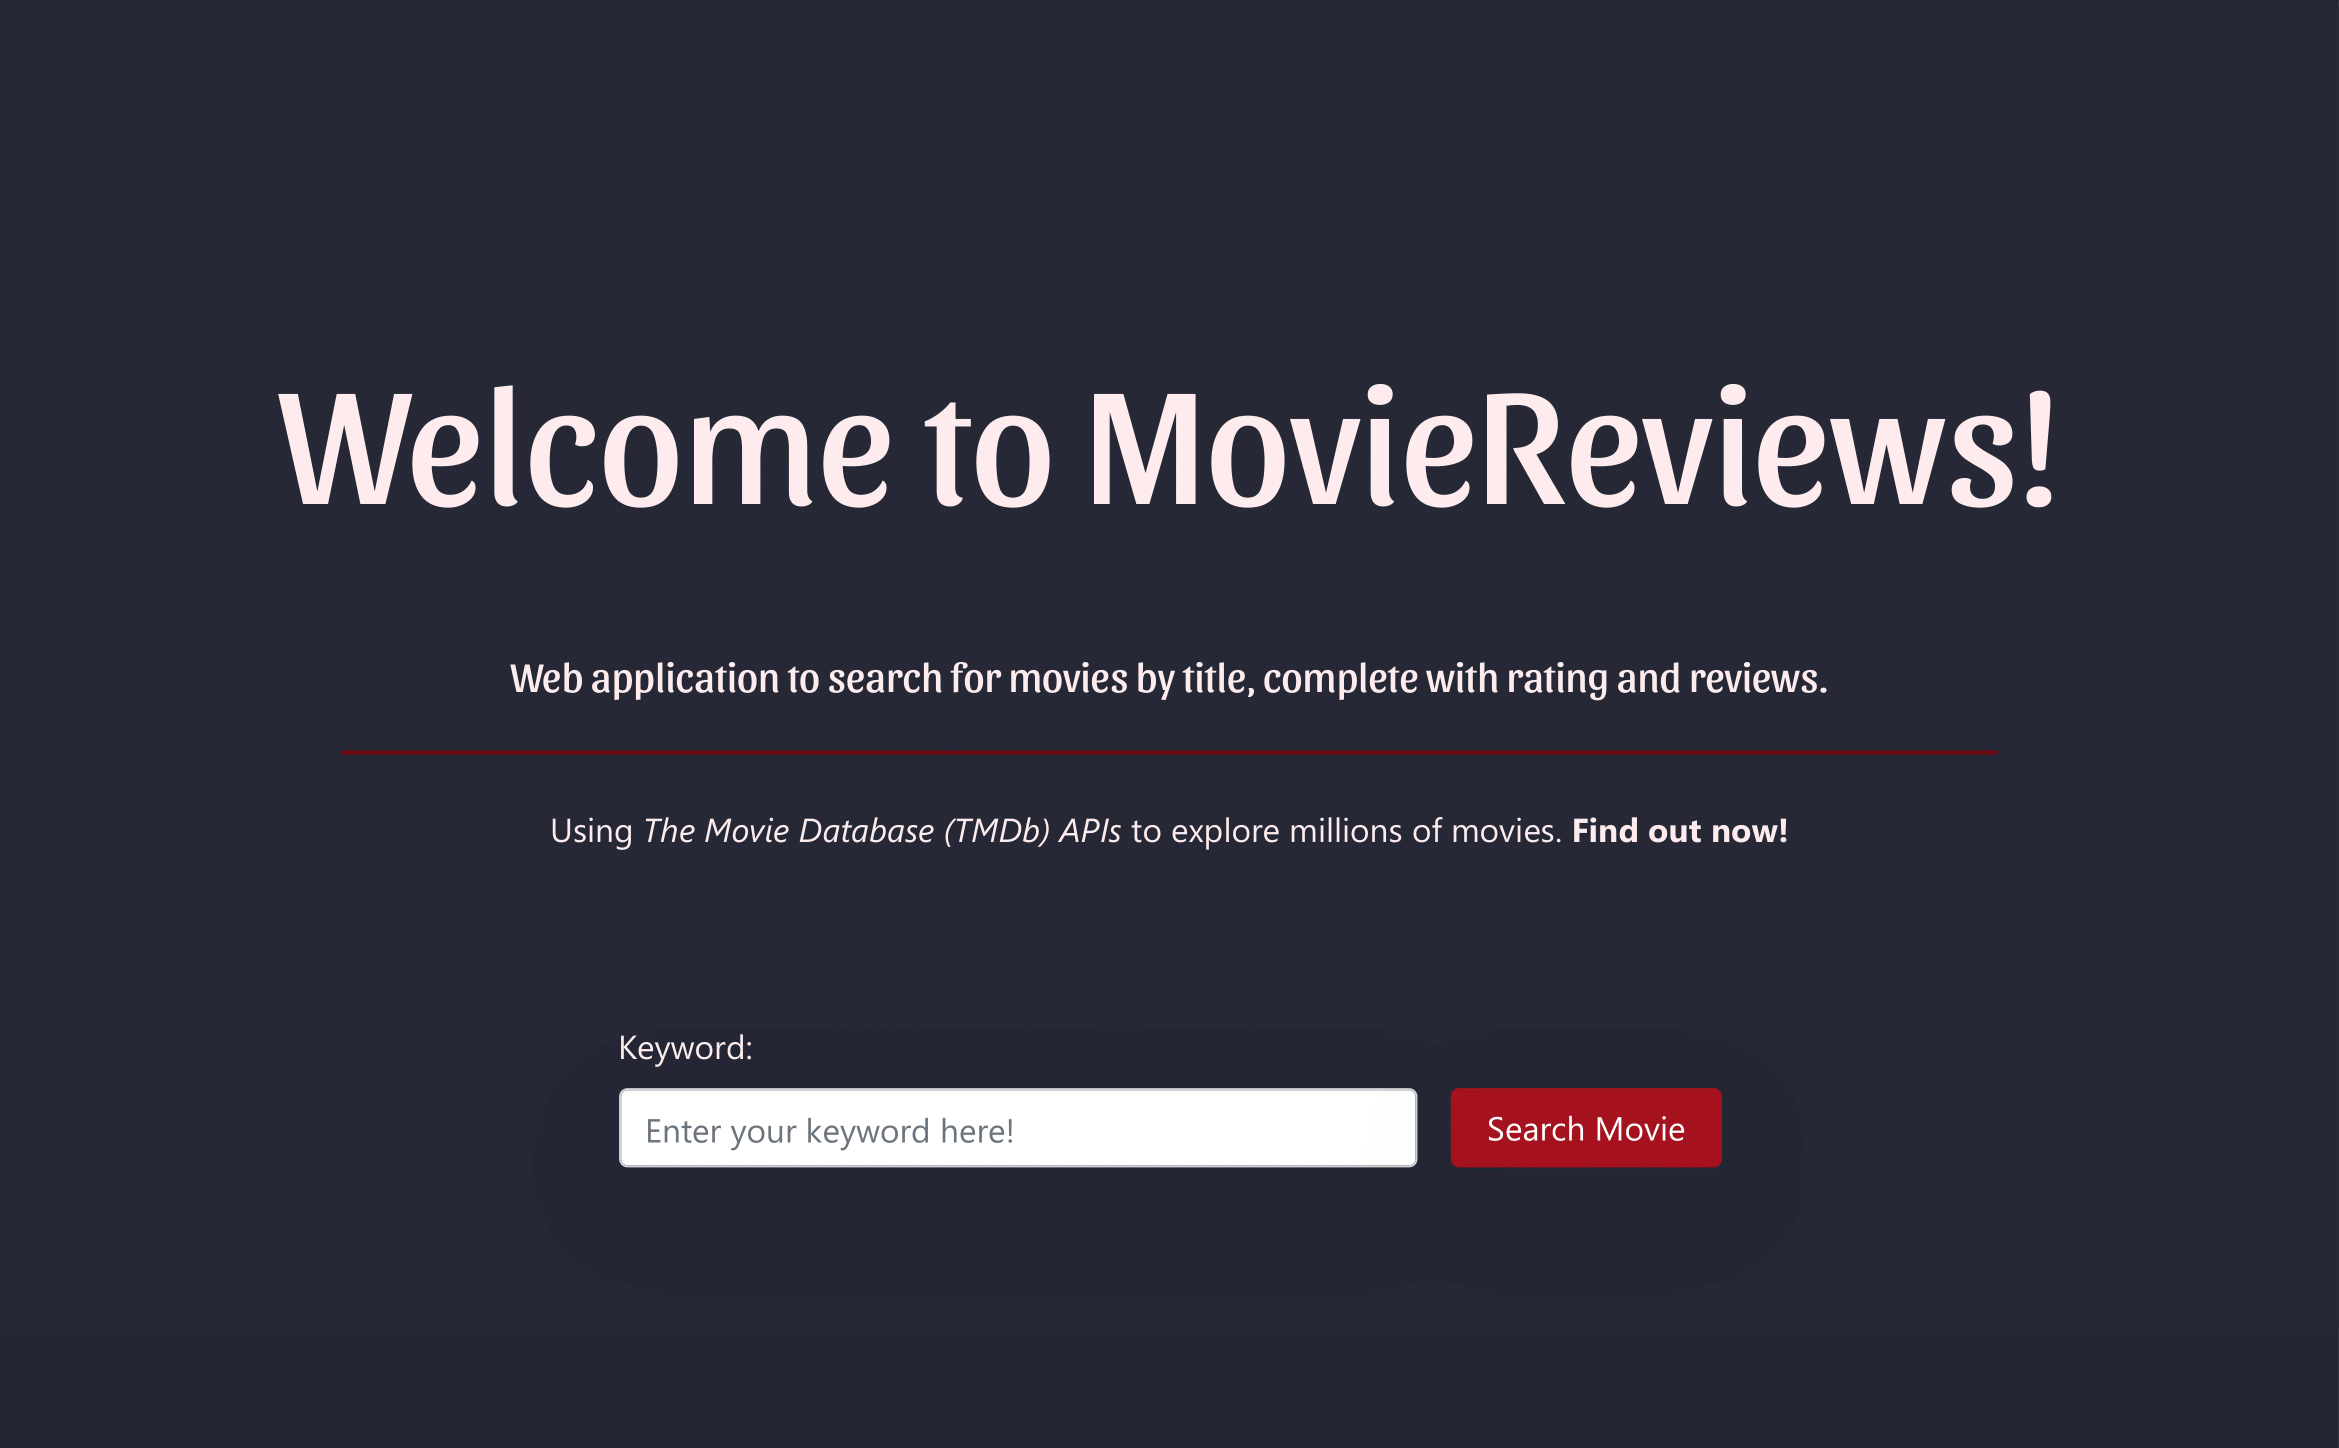 Welcome to MovieReviews!
Web application to search for movies by title, complete with rating and reviews.
Using The Movie Database (TMDb) APIs to explore millions of movies. Find out now!
Keyword:
Enter your keyword here!
Search Movie